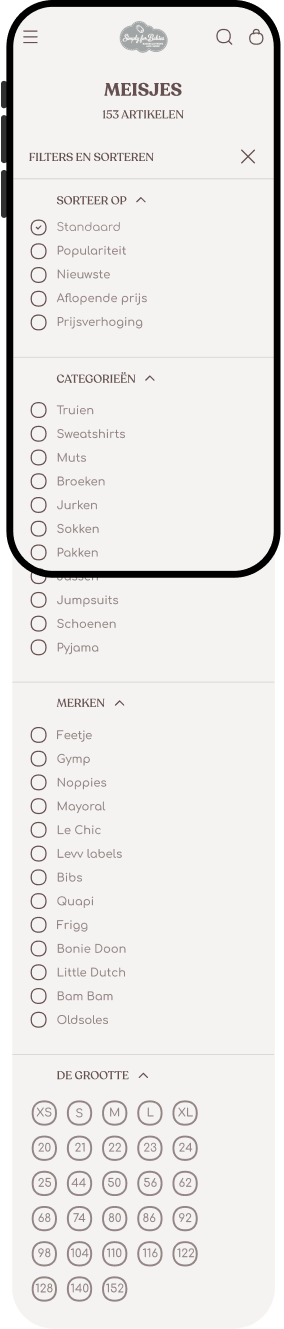 Simply for Babies
MEISJES
153 ARTIKELEN
FILTERS EN SORTEREN
SORTEER OP
Standaard
Populariteit
Nieuwste
Aflopende prijs
Prijsverhoging
CATEGORIEËN
Truien
Sweatshirts
Muts
Broeken
Jurken
Sokken
Pakken
Jassen
Jumpsuits
Schoenen
Pyjama
MERKEN
Feetje
Gymp
Noppies
Mayoral
Le Chic
Levv labels
Bibs
Quapi
Frigg
Bonie Doon
Little Dutch
Bam Bam
Oldsoles
DE GROOTTE
XS S M L XL
20 21 22 23 24
25 44 50 56 62
68 74 80 86 92
98 104 110 116 122
128 140 152